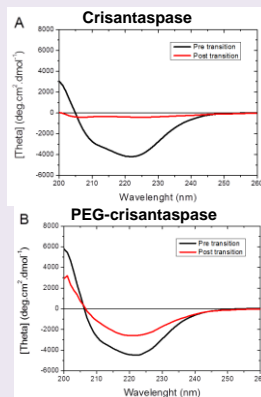 Crisantaspase
A
8000
6000
4000
2000
0
-2000
-4000
-6000
[Theta] (deg.cm².dmol⁻¹)
Pre transition
Post transition
200 210 220 230 240 250 260
Wavelenght (nm)
PEG-crisantaspase
B
8000
6000
4000
2000
0
-2000
-4000
-6000
[Theta] (deg.cm².dmol⁻¹)
Pre transition
Post transition
200 210 220 230 240 250 260
Wavelenght (nm)